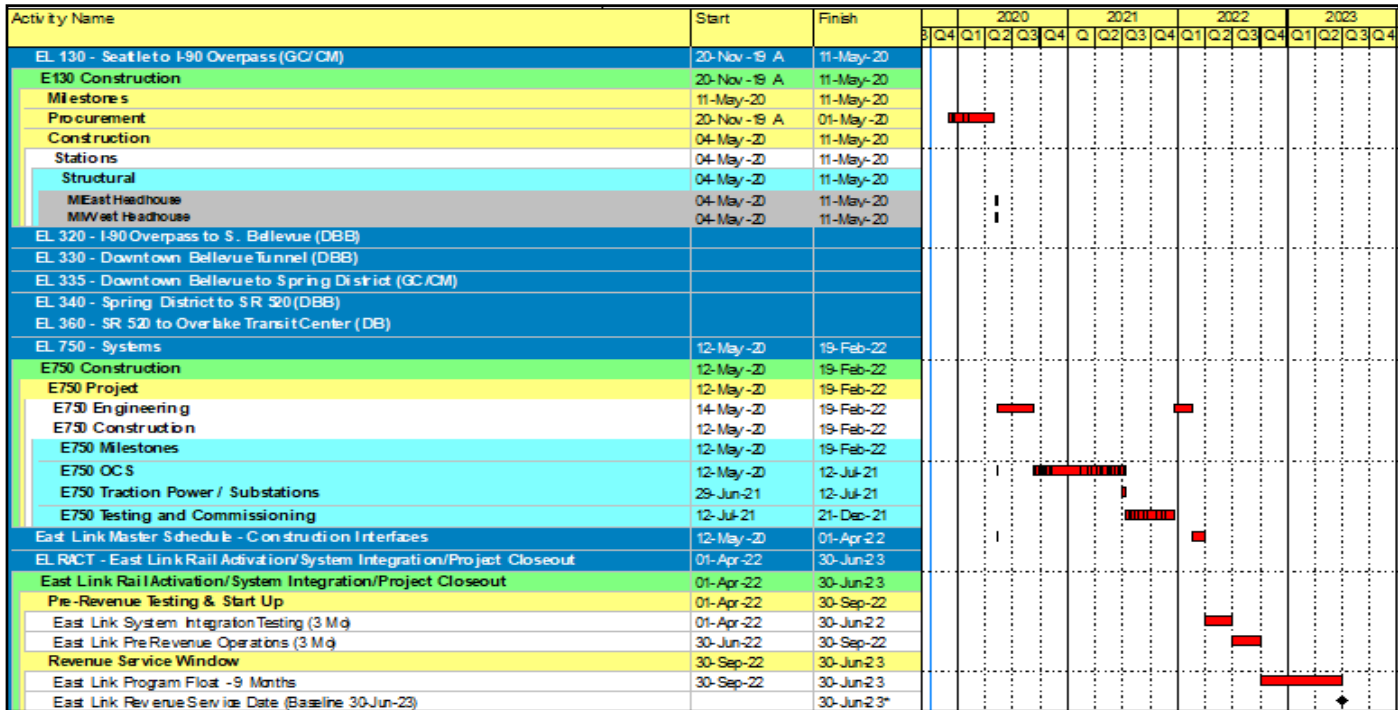 Activity Name Start Finish 2020 2021 2022 2023
3 Q4 Q1 Q2 Q3 Q4 Q Q2 Q3 Q4 Q1 Q2 Q3 Q4 Q1 Q2 Q3 Q4
EL 130 - Seattle to I-90 Overpass (GC/CM) 20-Nov-19 A 11-May-20
E130 Construction 20-Nov-19 A 11-May-20
Milestones 11-May-20 11-May-20
Procurement 20-Nov-19 A 01-May-20
Construction 04-May-20 11-May-20
Stations 04-May-20 11-May-20
Structural 04-May-20 11-May-20
MI East Headhouse 04-May-20 11-May-20
MI West Headhouse 04-May-20 11-May-20
EL 320 - I-90 Overpass to S. Bellevue (DBB)
EL 330 - Downtown Bellevue Tunnel (DBB)
EL 335 - Downtown Bellevue to Spring District (GC/CM)
EL 340 - Spring District to SR 520 (DBB)
EL 360 - SR 520 to Overlake Transit Center (DB)
EL 750 - Systems 12-May-20 19-Feb-22
E750 Construction 12-May-20 19-Feb-22
E750 Project 12-May-20 19-Feb-22
E750 Engineering 14-May-20 19-Feb-22
E750 Construction 12-May-20 19-Feb-22
E750 Milestones 12-May-20 19-Feb-22
E750 OCS 12-May-20 12-Jul-21
E750 Traction Power / Substations 29-Jun-21 12-Jul-21
E750 Testing and Commissioning 12-Jul-21 21-Dec-21
East Link Master Schedule - Construction Interfaces 12-May-20 01-Apr-22
EL RACT - East Link Rail Activation/System Integration/Project Closeout 01-Apr-22 30-Jun-23
East Link Rail Activation/System Integration/Project Closeout 01-Apr-22 30-Jun-23
Pre-Revenue Testing & Start Up 01-Apr-22 30-Sep-22
East Link System Integration Testing (3 Mo) 01-Apr-22 30-Jun-22
East Link Pre Revenue Operations (3 Mo) 30-Jun-22 30-Sep-22
Revenue Service Window 30-Sep-22 30-Jun-23
East Link Program Float - 9 Months 30-Sep-22 30-Jun-23
East Link Revenue Service Date (Baseline 30-Jun-23) 30-Jun-23*